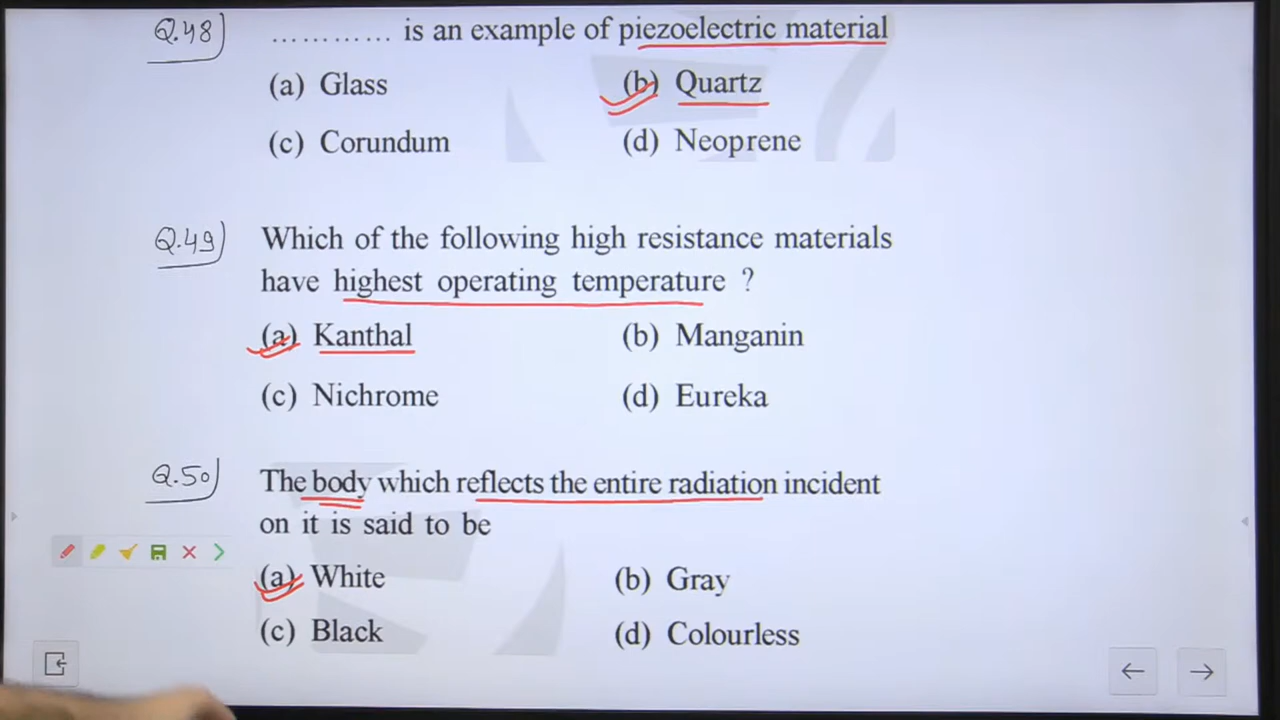 Q.48) ............ is an example of piezoelectric material
(a) Glass (b) Quartz
(c) Corundum (d) Neoprene
Q.49) Which of the following high resistance materials
have highest operating temperature ?
(a) Kanthal (b) Manganin
(c) Nichrome (d) Eureka
Q.50) The body which reflects the entire radiation incident
on it is said to be
(a) White (b) Gray
(c) Black (d) Colourless